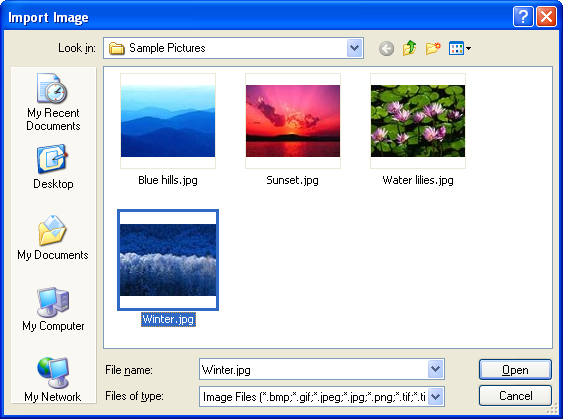 Import Image
Look in: Sample Pictures
My Recent
Documents
Desktop
My Documents
My Computer
My Network
Blue hills.jpg
Sunset.jpg
Water lilies.jpg
Winter.jpg
File name: Winter.jpg
Open
Files of type: Image Files (*.bmp;*.gif;*.jpeg;*.jpg;*.png;*.tif;*.ti
Cancel